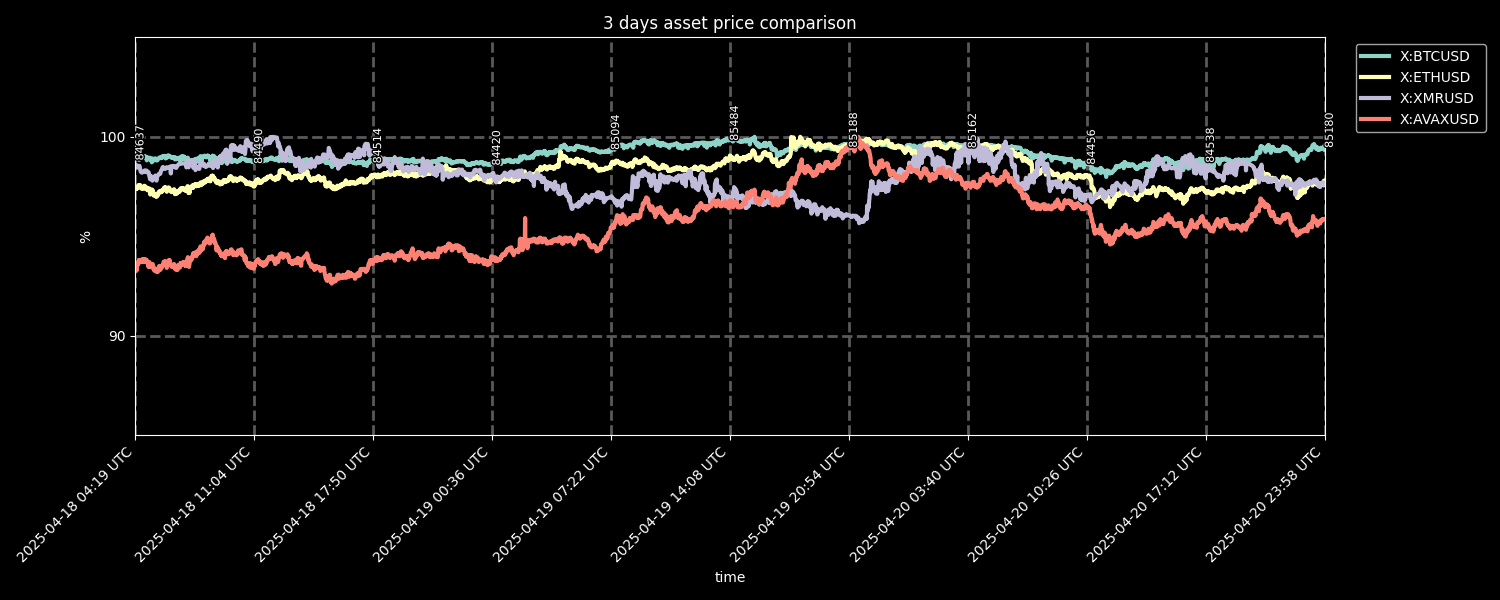 3 days asset price comparison
X:BTCUSD
X:ETHUSD
X:XMRUSD
X:AVAXUSD
100
90
%
84637
84490
84514
84420
85094
85484
85188
85162
84456
84538
85180
2025-04-18 04:19 UTC
2025-04-18 11:04 UTC
2025-04-18 17:50 UTC
2025-04-19 00:36 UTC
2025-04-19 07:22 UTC
2025-04-19 14:08 UTC
2025-04-19 20:54 UTC
2025-04-20 03:40 UTC
2025-04-20 10:26 UTC
2025-04-20 17:12 UTC
2025-04-20 23:58 UTC
time